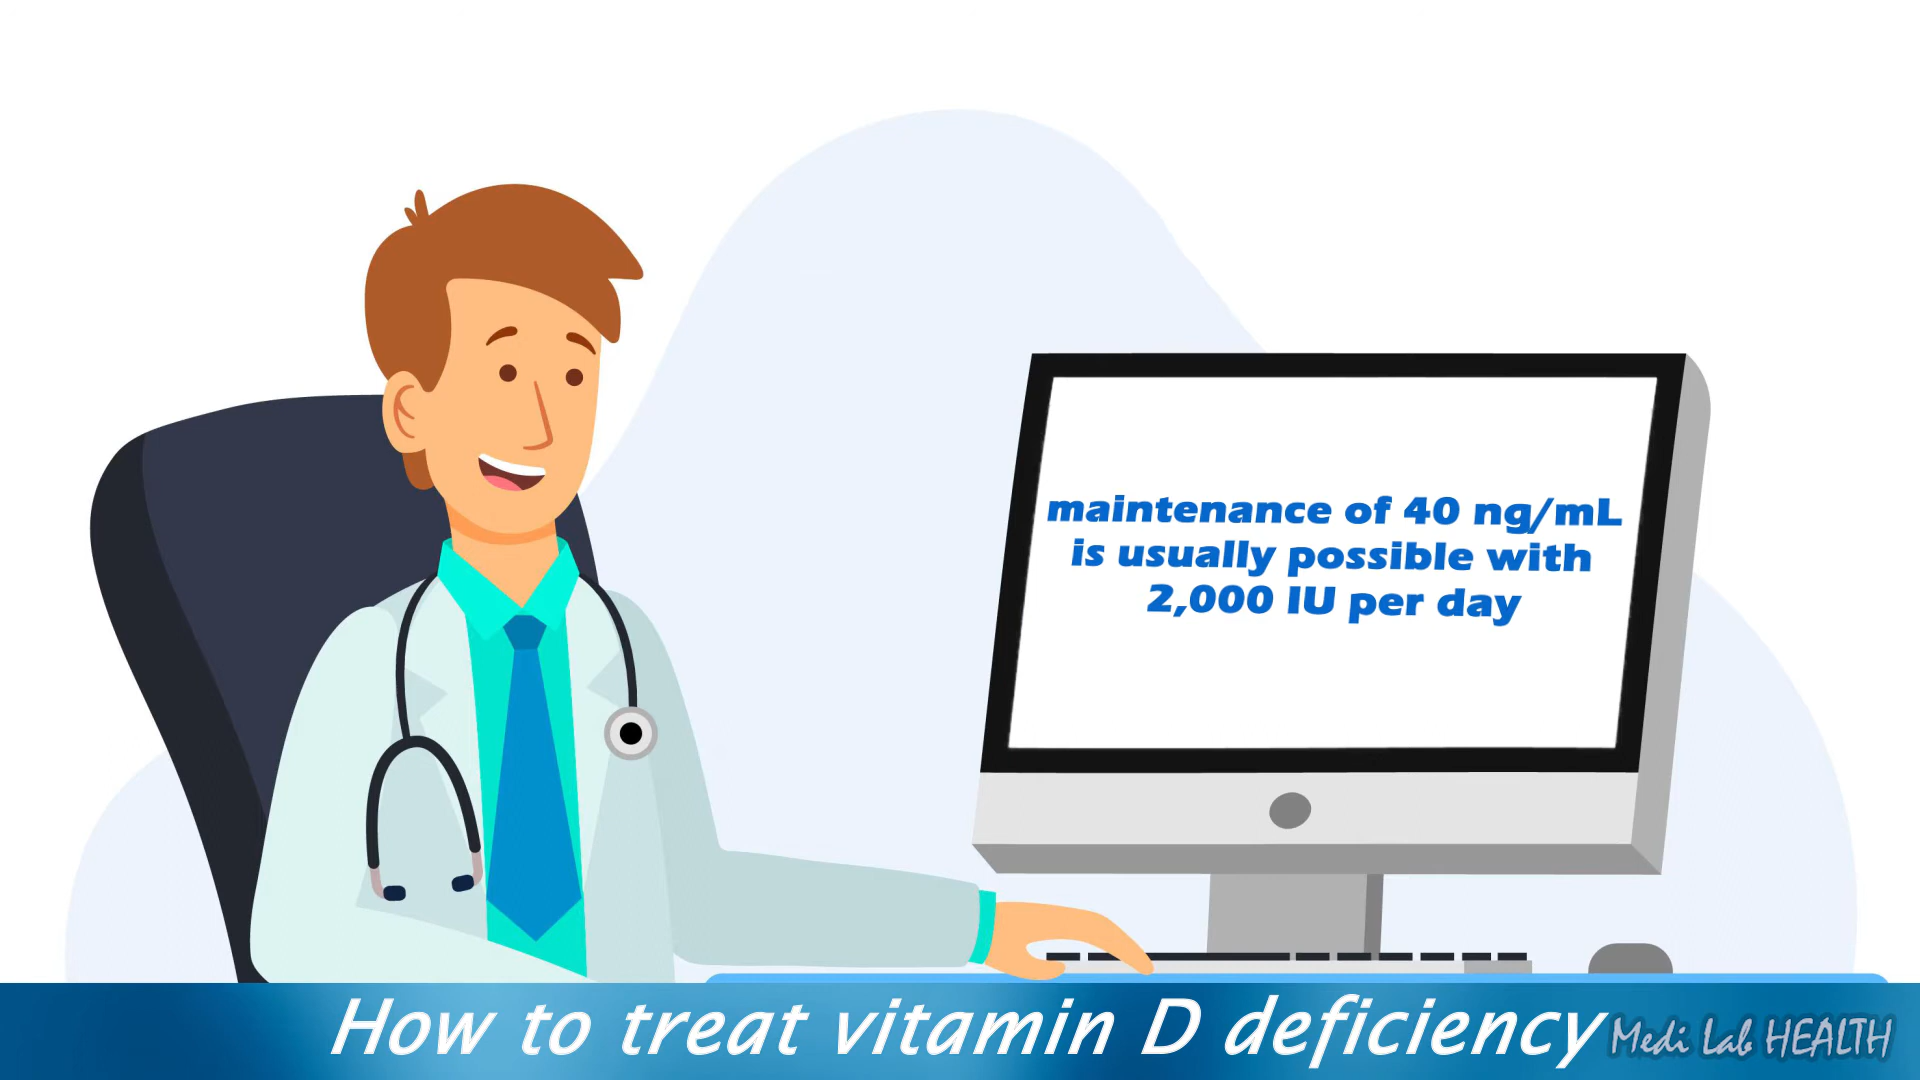 maintenance of 40 ng/mL
is usually possible with
2,000 IU per day
How to treat vitamin D deficiency
Medi Lab HEALTH